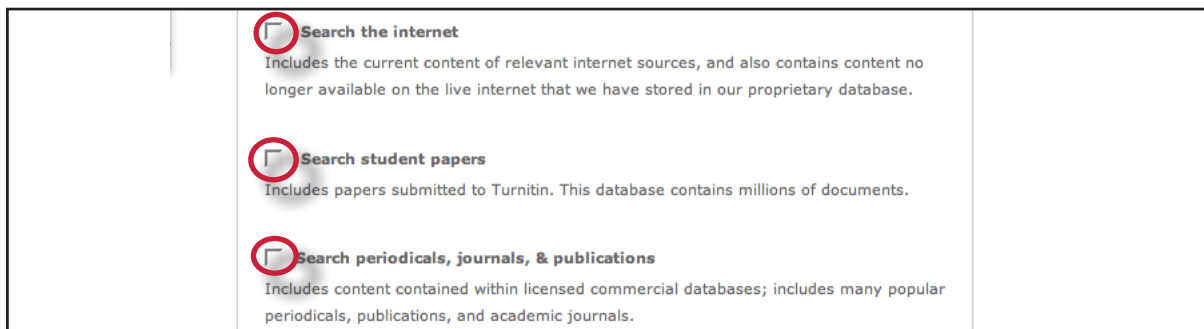 Search the internet
Includes the current content of relevant internet sources, and also contains content no
longer available on the live internet that we have stored in our proprietary database.
Search student papers
Includes papers submitted to Turnitin. This database contains millions of documents.
Search periodicals, journals, & publications
Includes content contained within licensed commercial databases; includes many popular
periodicals, publications, and academic journals.